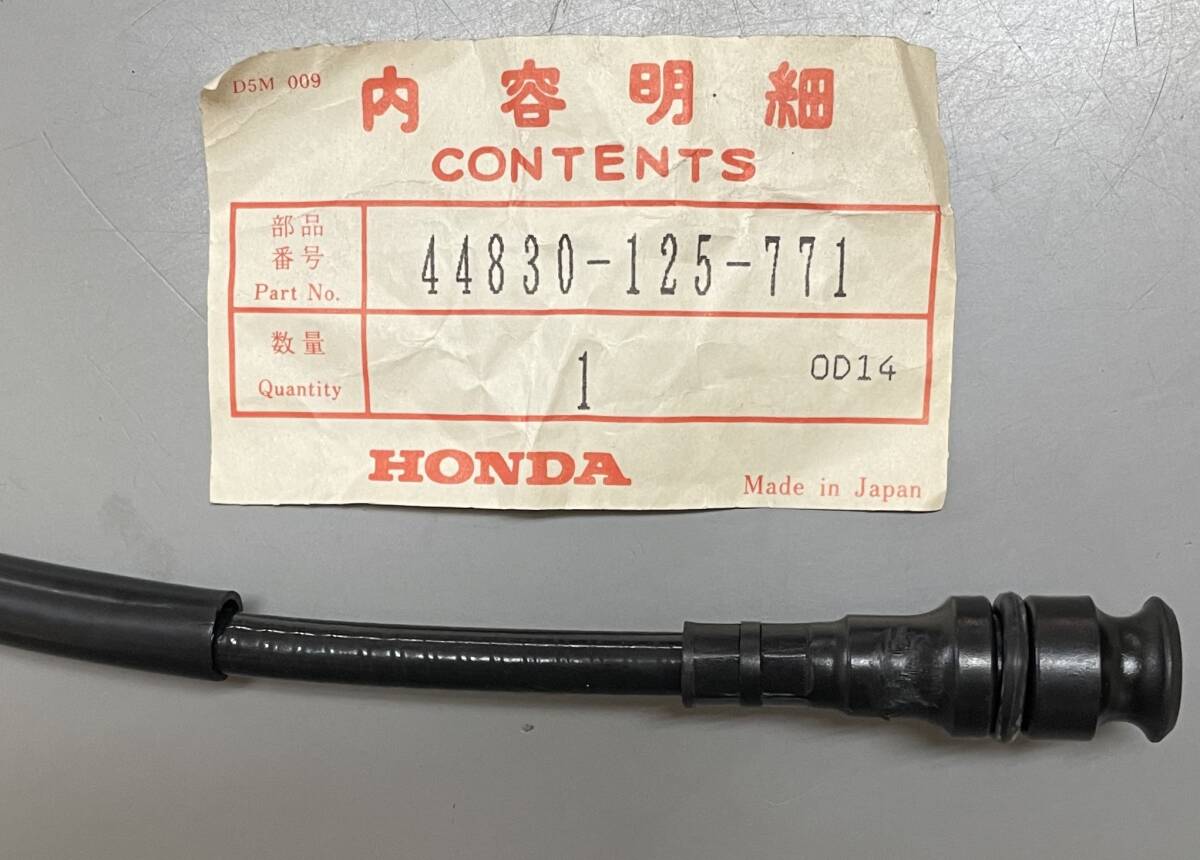 D5M 009
内容明細
CONTENTS
部品
番号
Part No.
44830-125-771
数量
Quantity
1
0D14
HONDA
Made in Japan